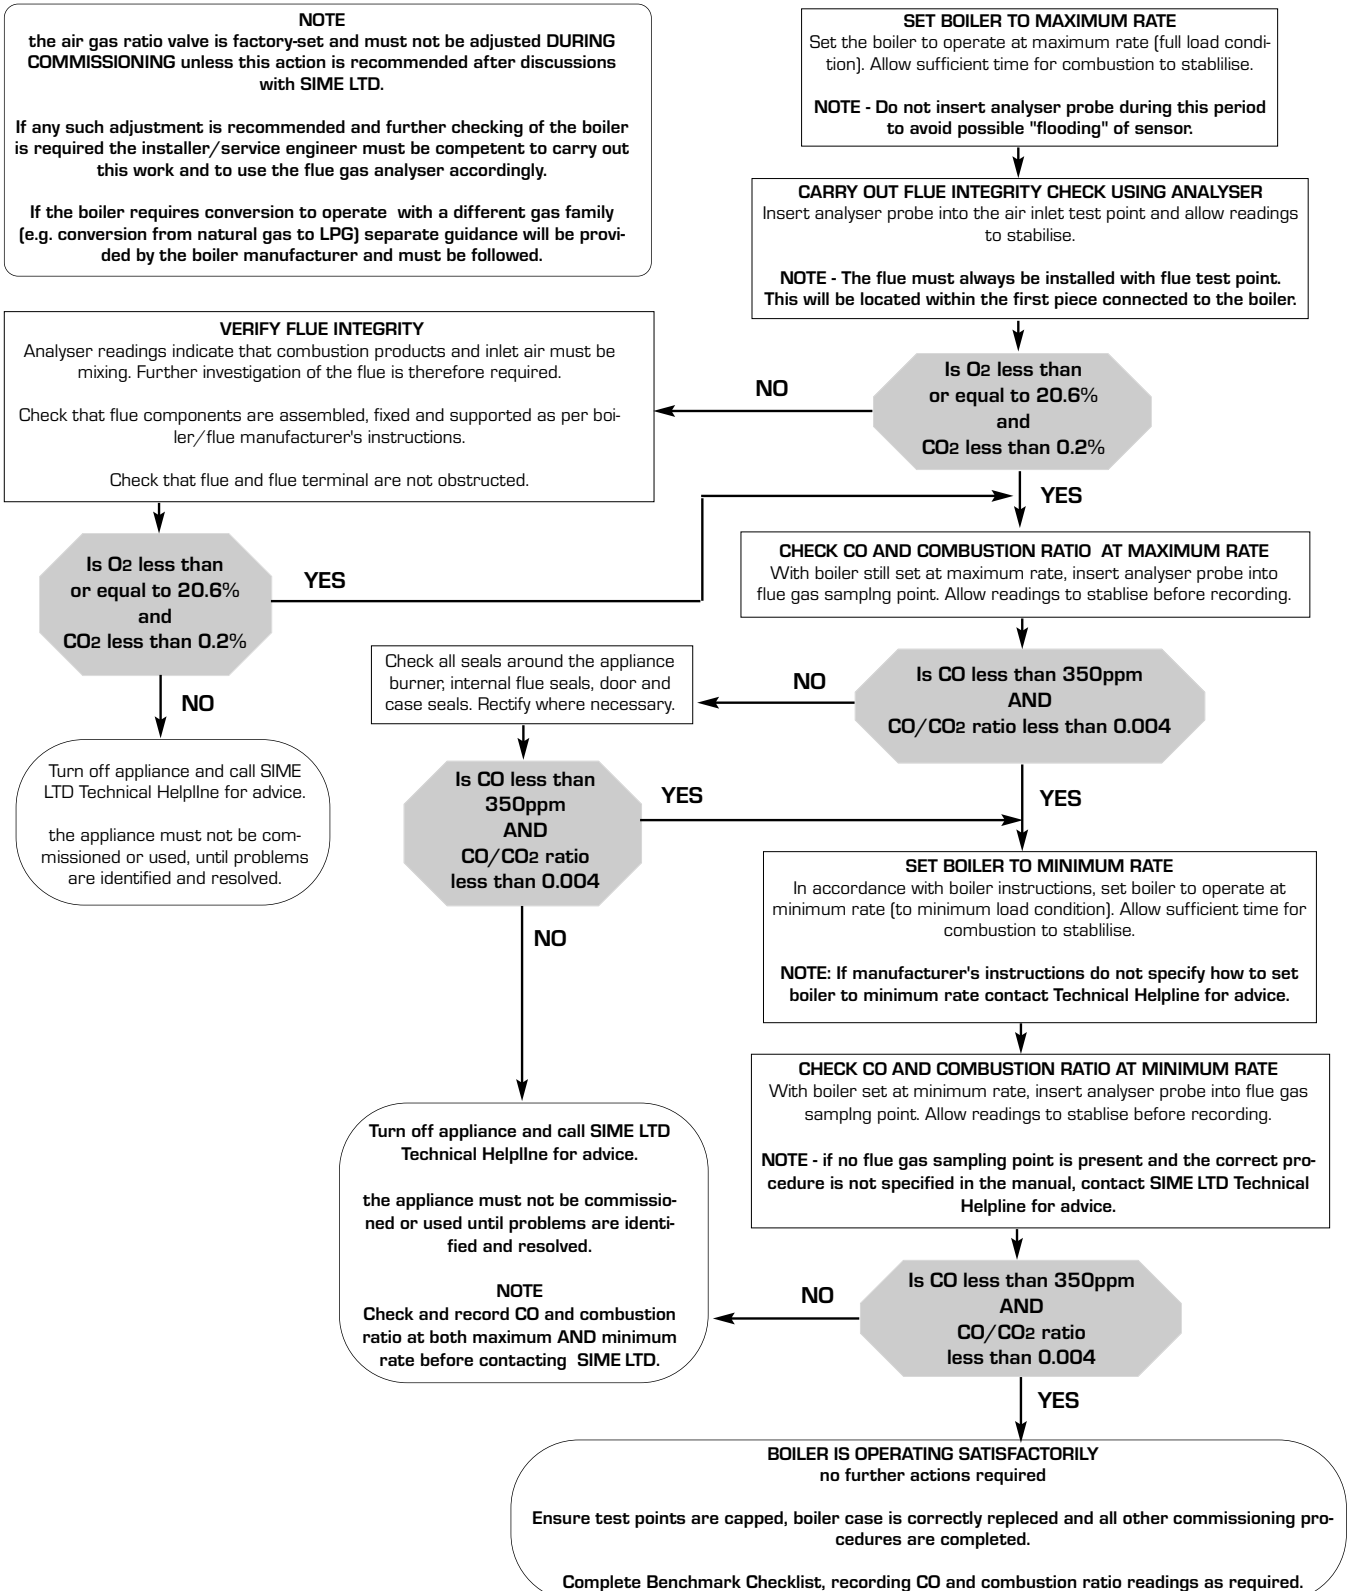 NOTE
the air gas ratio valve is factory-set and must not be adjusted DURING
COMMISSIONING unless this action is recommended after discussions
with SIME LTD.
If any such adjustment is recommended and further checking of the boiler
is required the installer/service engineer must be competent to carry out
this work and to use the flue gas analyser accordingly.
If the boiler requires conversion to operate with a different gas family
(e.g. conversion from natural gas to LPG) separate guidance will be provi-
ded by the boiler manufacturer and must be followed.
SET BOILER TO MAXIMUM RATE
Set the boiler to operate at maximum rate (full load condi-
tion). Allow sufficient time for combustion to stablilise.
NOTE - Do not insert analyser probe during this period
to avoid possible "flooding" of sensor.
CARRY OUT FLUE INTEGRITY CHECK USING ANALYSER
Insert analyser probe into the air inlet test point and allow readings
to stabilise.
NOTE - The flue must always be installed with flue test point.
This will be located within the first piece connected to the boiler.
Is O2 less than
or equal to 20.6%
and
CO2 less than 0.2%
NO
YES
VERIFY FLUE INTEGRITY
Analyser readings indicate that combustion products and inlet air must be
mixing. Further investigation of the flue is therefore required.
Check that flue components are assembled, fixed and supported as per boi-
ler/flue manufacturer's instructions.
Check that flue and flue terminal are not obstructed.
Is O2 less than
or equal to 20.6%
and
CO2 less than 0.2%
YES
NO
Turn off appliance and call SIME
LTD Technical HelplIne for advice.
the appliance must not be com-
missioned or used, until problems
are identified and resolved.
CHECK CO AND COMBUSTION RATIO AT MAXIMUM RATE
With boiler still set at maximum rate, insert analyser probe into
flue gas samplng point. Allow readings to stablise before recording.
Is CO less than 350ppm
AND
CO/CO2 ratio less than 0.004
NO
YES
Check all seals around the appliance
burner, internal flue seals, door and
case seals. Rectify where necessary.
Is CO less than
350ppm
AND
CO/CO2 ratio
less than 0.004
YES
NO
SET BOILER TO MINIMUM RATE
In accordance with boiler instructions, set boiler to operate at
minimum rate (to minimum load condition). Allow sufficient time for
combustion to stablilise.
NOTE: If manufacturer's instructions do not specify how to set
boiler to minimum rate contact Technical Helpline for advice.
CHECK CO AND COMBUSTION RATIO AT MINIMUM RATE
With boiler set at minimum rate, insert analyser probe into flue gas
samplng point. Allow readings to stablise before recording.
NOTE - if no flue gas sampling point is present and the correct pro-
cedure is not specified in the manual, contact SIME LTD Technical
Helpline for advice.
Is CO less than 350ppm
AND
CO/CO2 ratio
less than 0.004
NO
YES
Turn off appliance and call SIME LTD
Technical HelplIne for advice.
the appliance must not be commissio-
ned or used until problems are identi-
fied and resolved.
NOTE
Check and record CO and combustion
ratio at both maximum AND minimum
rate before contacting SIME LTD.
BOILER IS OPERATING SATISFACTORILY
no further actions required
Ensure test points are capped, boiler case is correctly repleced and all other commissioning pro-
cedures are completed.
Complete Benchmark Checklist, recording CO and combustion ratio readings as required.